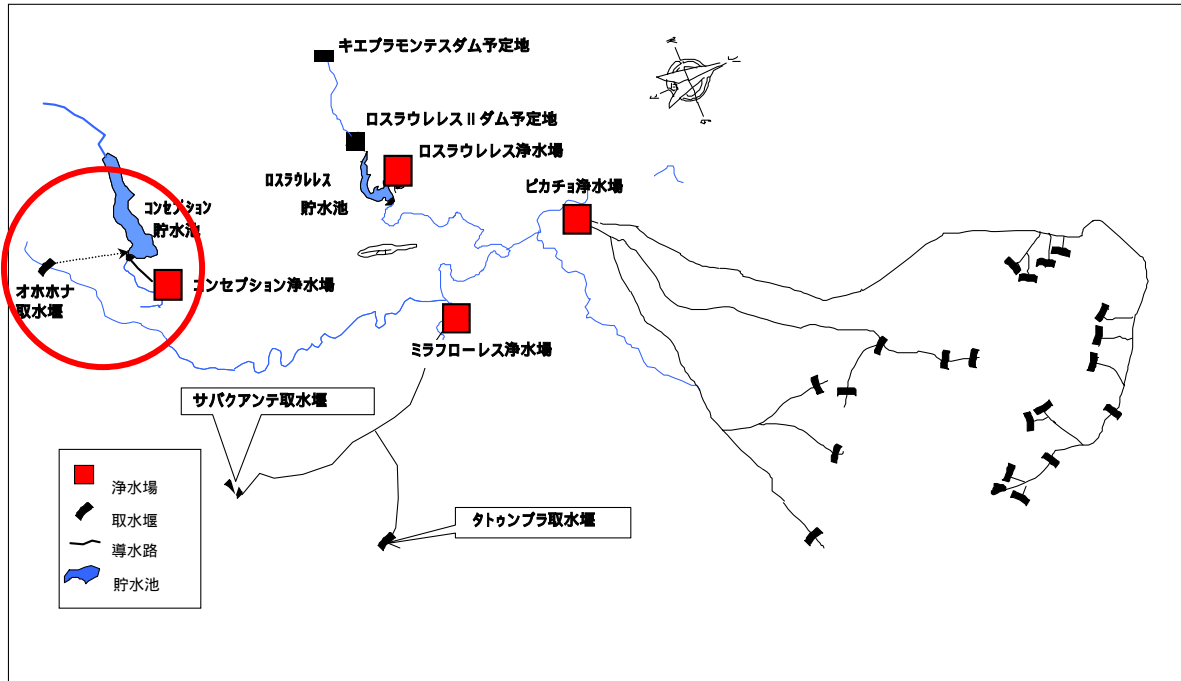 キエブラモンテスダム予定地
ロスラウレレスⅡダム予定地
ロスラウレレス浄水場
ロスラウレレス
貯水池
ピカチョ浄水場
コンセプション
貯水池
コンセプション浄水場
オホホナ
取水堰
ミラフローレス浄水場
サバクアンテ取水堰
タトゥンブラ取水堰
浄水場
取水堰
導水路
貯水池